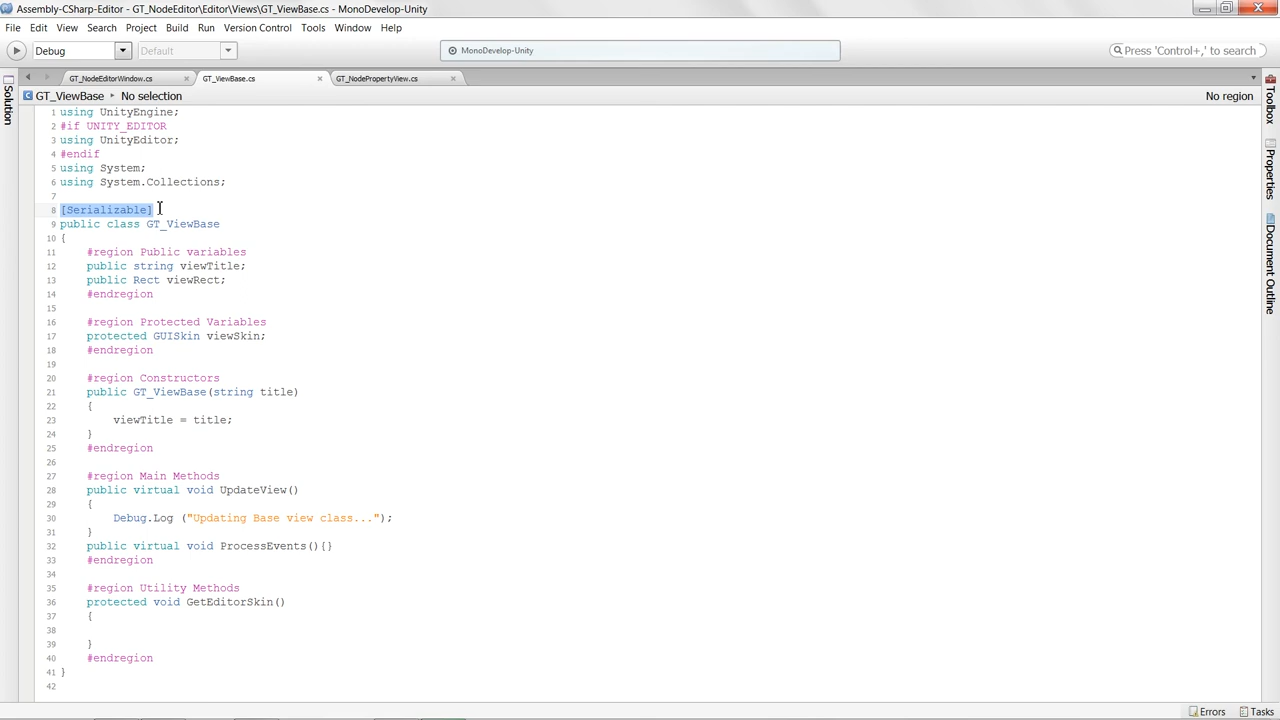 Assembly-CSharp-Editor - GT_NodeEditor\Editor\Views\GT_ViewBase.cs - MonoDevelop-Unity
File Edit View Search Project Build Run Version Control Tools Window Help
Debug Default MonoDevelop-Unity Press 'Control+,' to search
GT_NodeEditorWindow.cs GT_ViewBase.cs GT_NodePropertyView.cs
GT_ViewBase ▸ No selection No region
Solution
Toolbox
Properties
Document Outline
1 using UnityEngine;
2 #if UNITY_EDITOR
3 using UnityEditor;
4 #endif
5 using System;
6 using System.Collections;
7
8 [Serializable]
9 public class GT_ViewBase
10 {
11 #region Public variables
12 public string viewTitle;
13 public Rect viewRect;
14 #endregion
15
16 #region Protected Variables
17 protected GUISkin viewSkin;
18 #endregion
19
20 #region Constructors
21 public GT_ViewBase(string title)
22 {
23 viewTitle = title;
24 }
25 #endregion
26
27 #region Main Methods
28 public virtual void UpdateView()
29 {
30 Debug.Log ("Updating Base view class...");
31 }
32 public virtual void ProcessEvents(){}
33 #endregion
34
35 #region Utility Methods
36 protected void GetEditorSkin()
37 {
38
39 }
40 #endregion
41 }
42
Errors Tasks